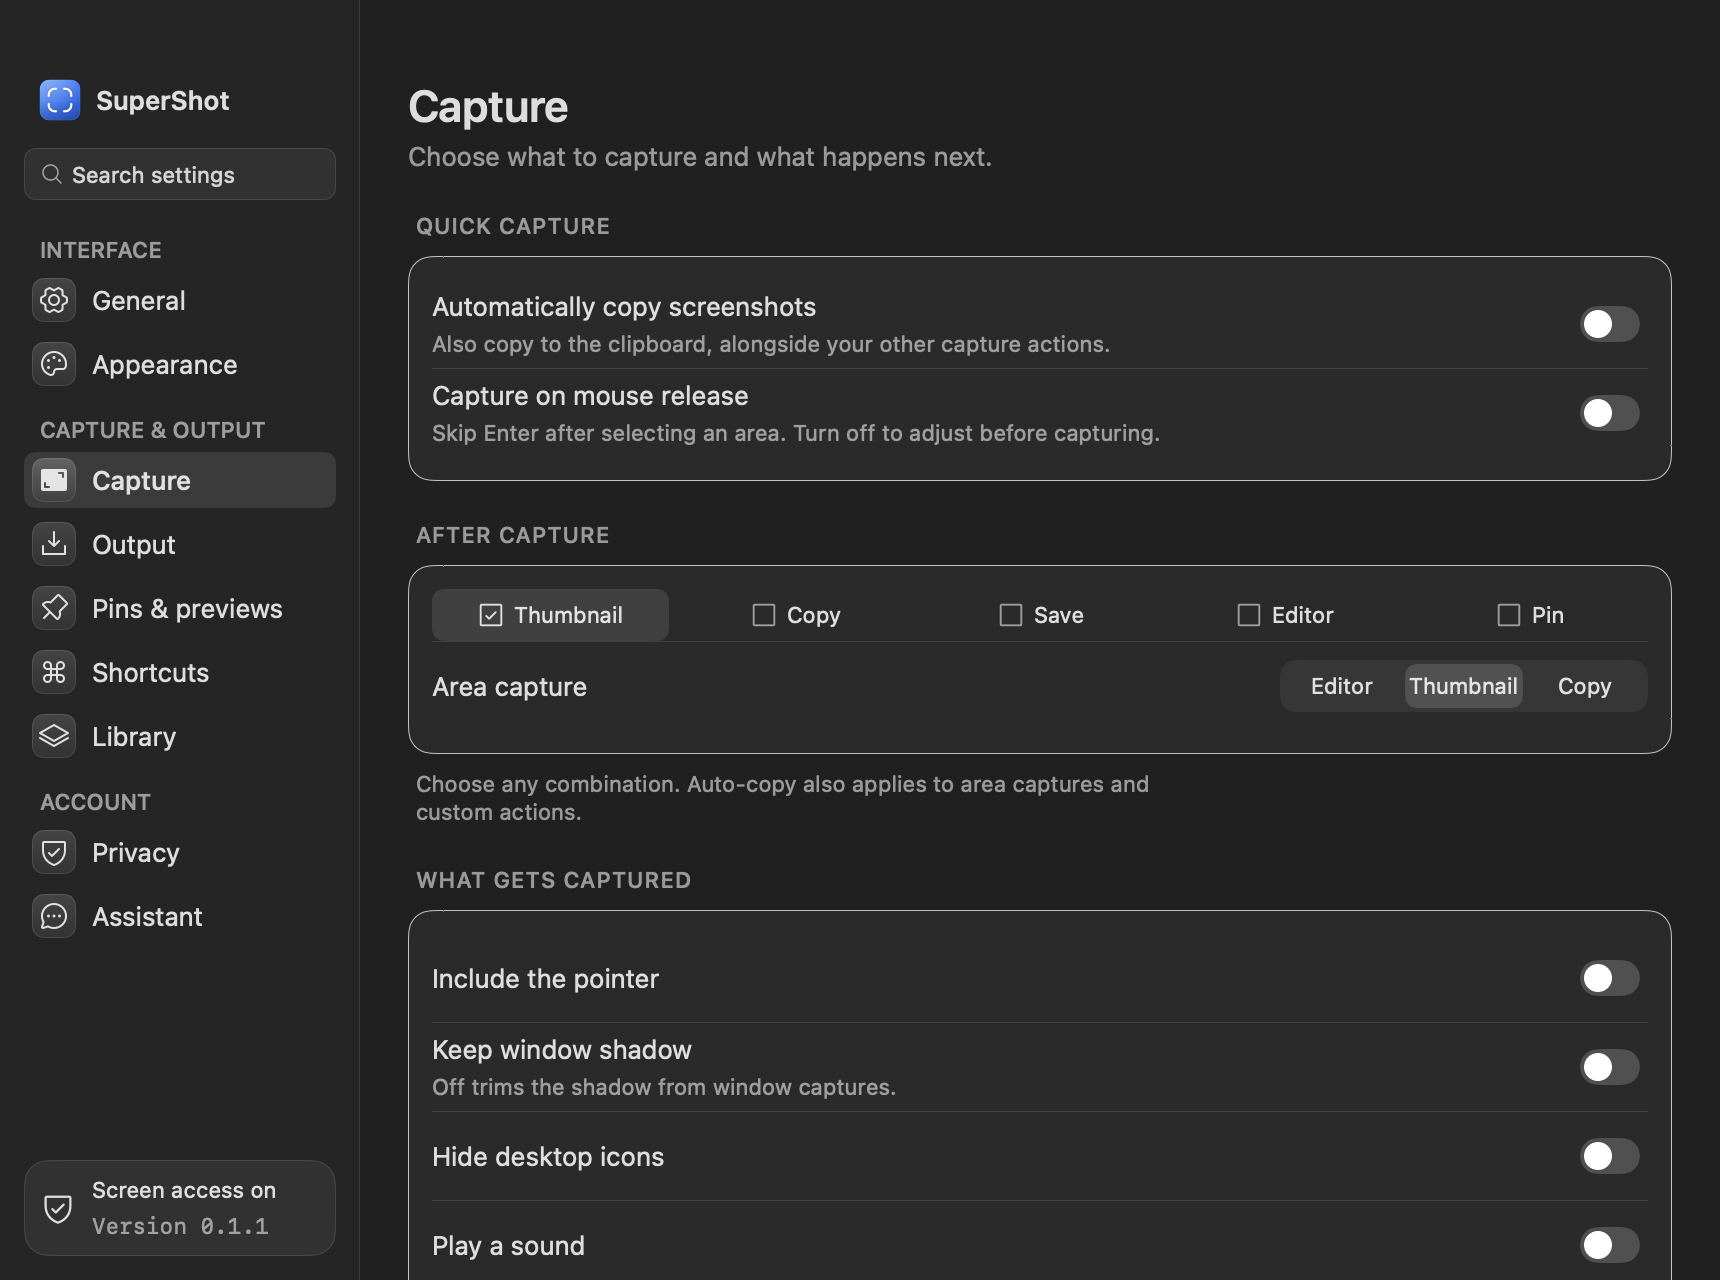 SuperShot
Search settings
INTERFACE
General
Appearance
CAPTURE & OUTPUT
Capture
Output
Pins & previews
Shortcuts
Library
ACCOUNT
Privacy
Assistant
Screen access on
Version 0.1.1
Capture
Choose what to capture and what happens next.
QUICK CAPTURE
Automatically copy screenshots
Also copy to the clipboard, alongside your other capture actions.
Capture on mouse release
Skip Enter after selecting an area. Turn off to adjust before capturing.
AFTER CAPTURE
Thumbnail Copy Save Editor Pin
Area capture Editor Thumbnail Copy
Choose any combination. Auto-copy also applies to area captures and
custom actions.
WHAT GETS CAPTURED
Include the pointer
Keep window shadow
Off trims the shadow from window captures.
Hide desktop icons
Play a sound